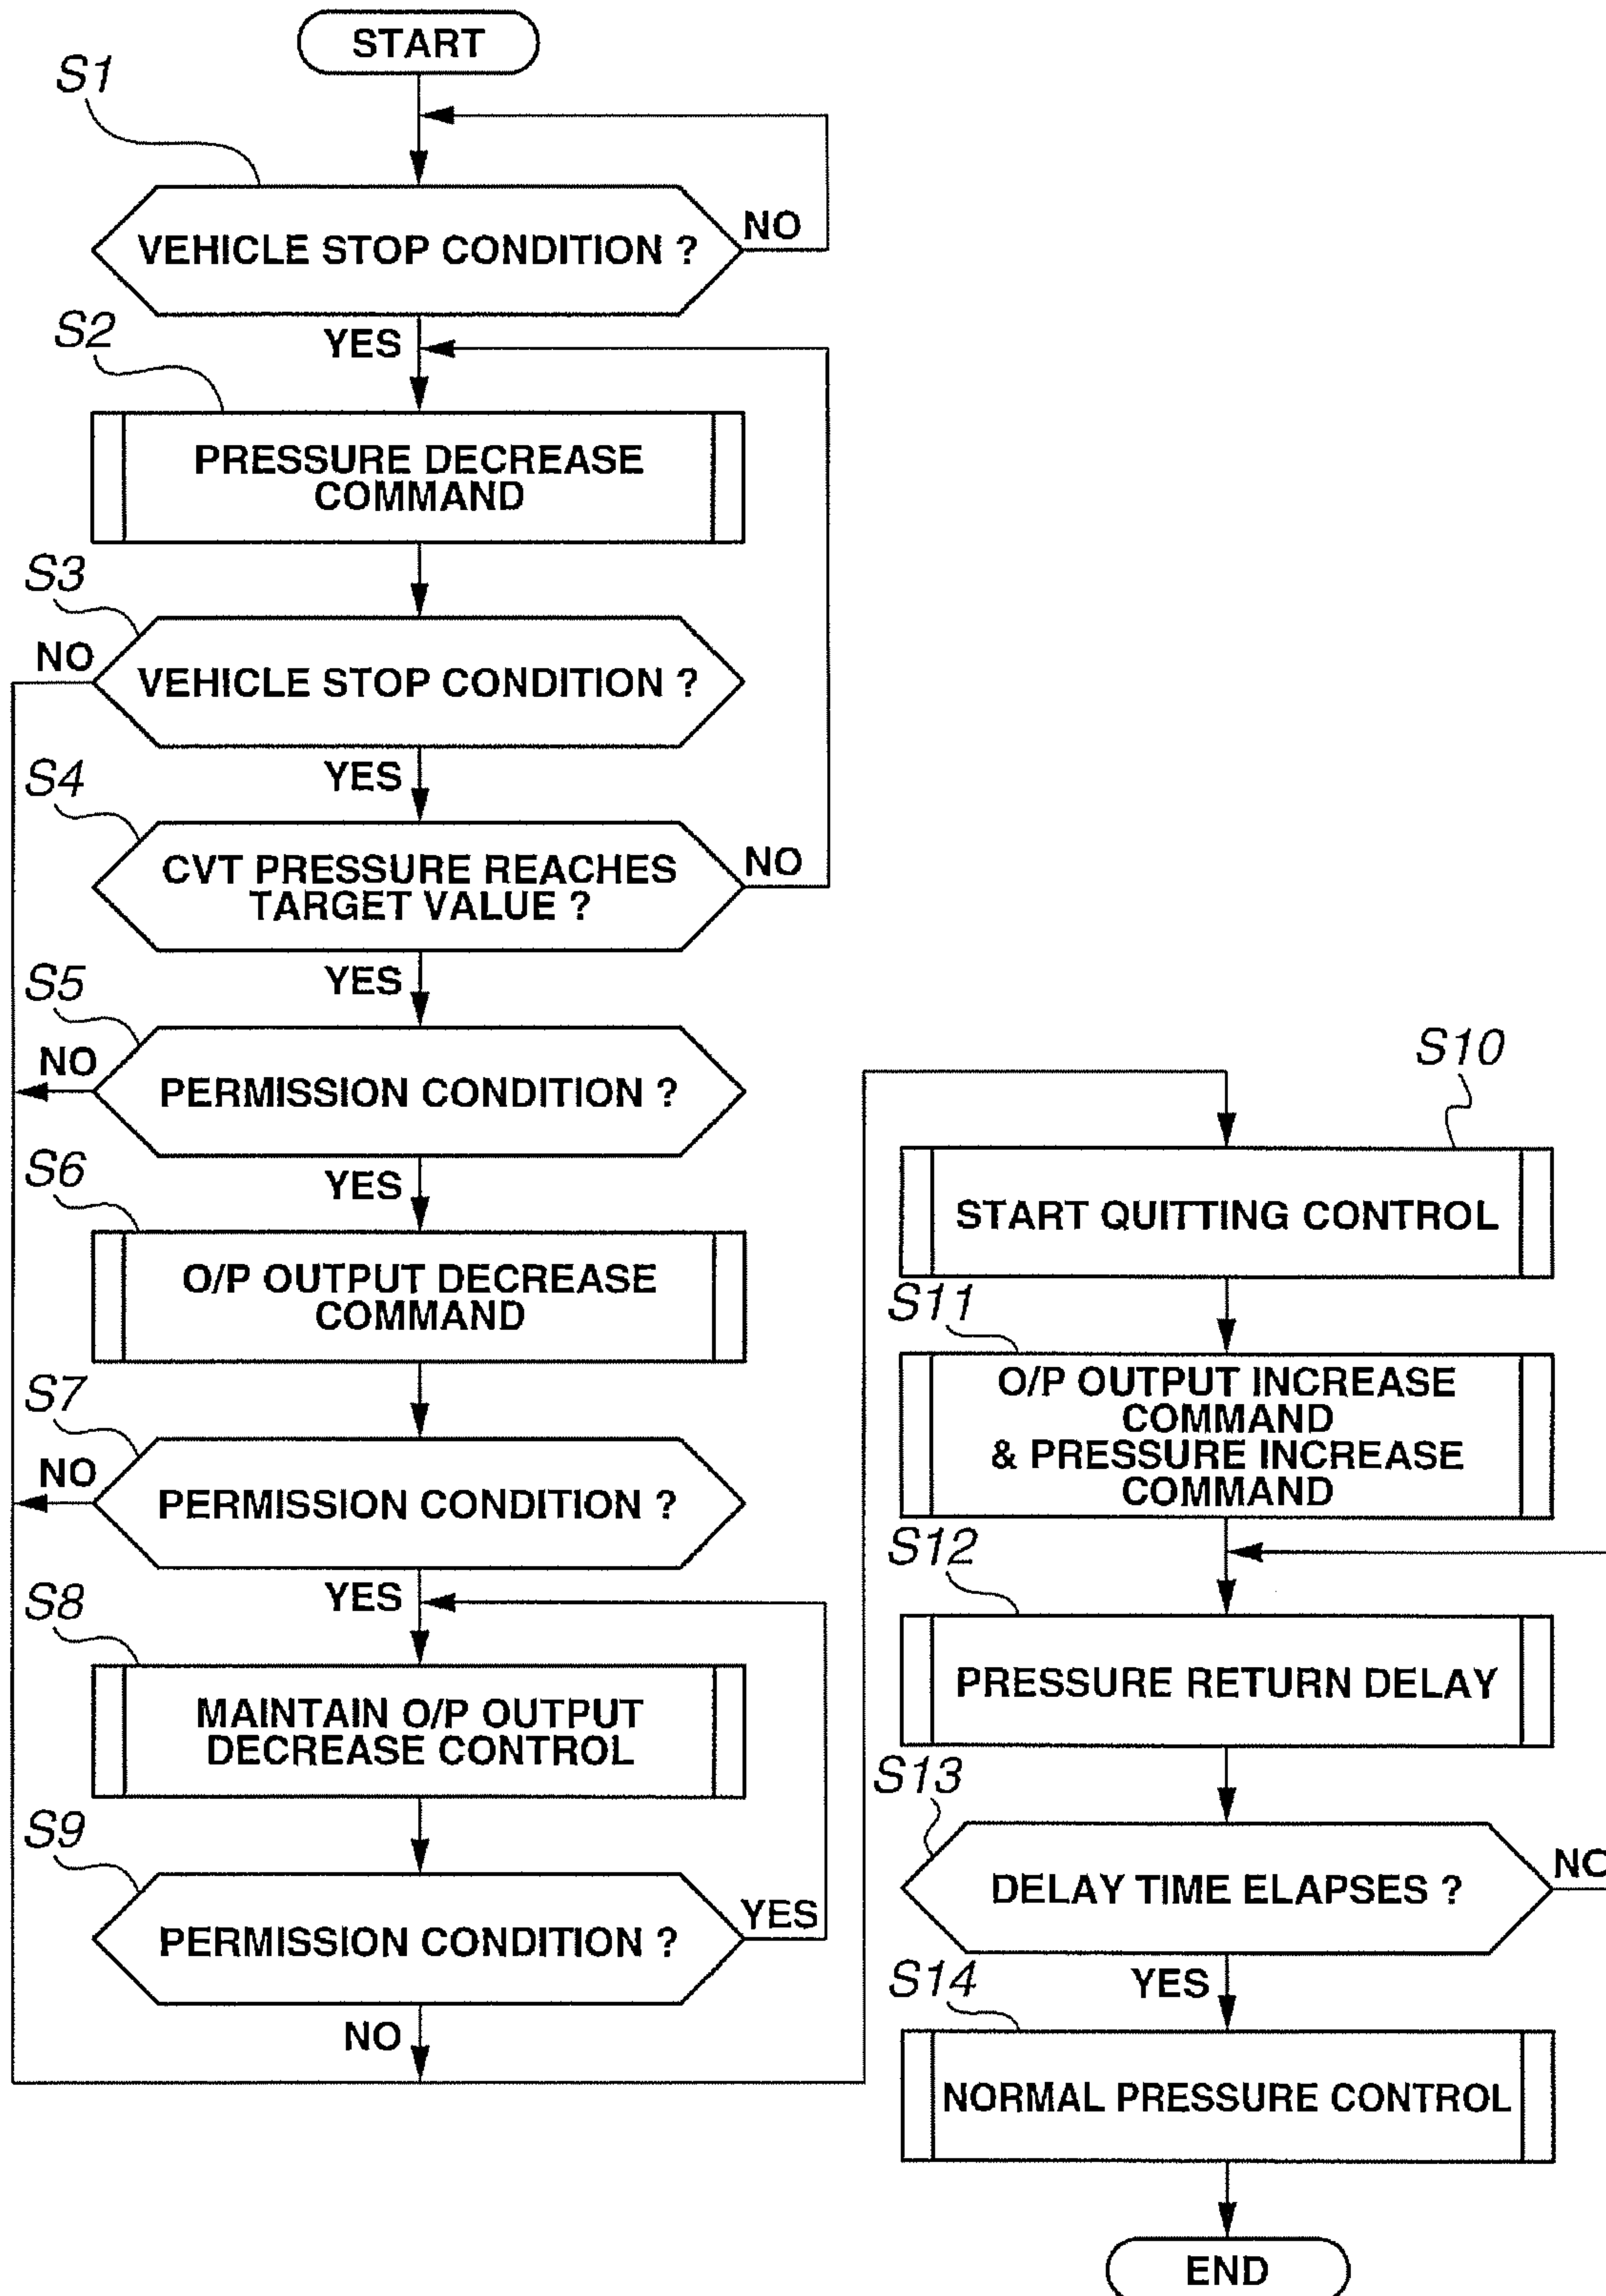 START
S1
VEHICLE STOP CONDITION ?
NO
YES
S2
PRESSURE DECREASE
COMMAND
S3
NO
VEHICLE STOP CONDITION ?
YES
S4
CVT PRESSURE REACHES
TARGET VALUE ?
NO
YES
S5
NO
PERMISSION CONDITION ?
YES
S6
O/P OUTPUT DECREASE
COMMAND
S7
NO
PERMISSION CONDITION ?
YES
S8
MAINTAIN O/P OUTPUT
DECREASE CONTROL
S9
PERMISSION CONDITION ?
YES
NO
S10
START QUITTING CONTROL
S11
O/P OUTPUT INCREASE
COMMAND
& PRESSURE INCREASE
COMMAND
S12
PRESSURE RETURN DELAY
S13
DELAY TIME ELAPSES ?
NO
YES
S14
NORMAL PRESSURE CONTROL
END